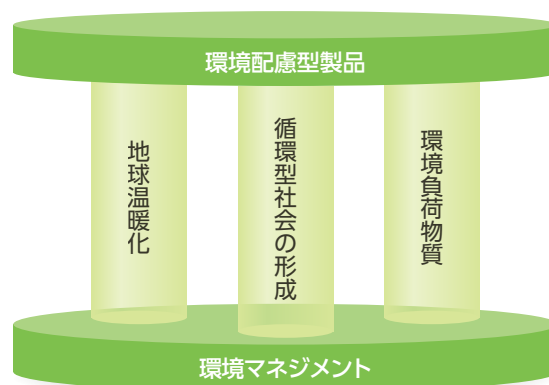 環境配慮型製品
地球温暖化
循環型社会の形成
環境負荷物質
環境マネジメント